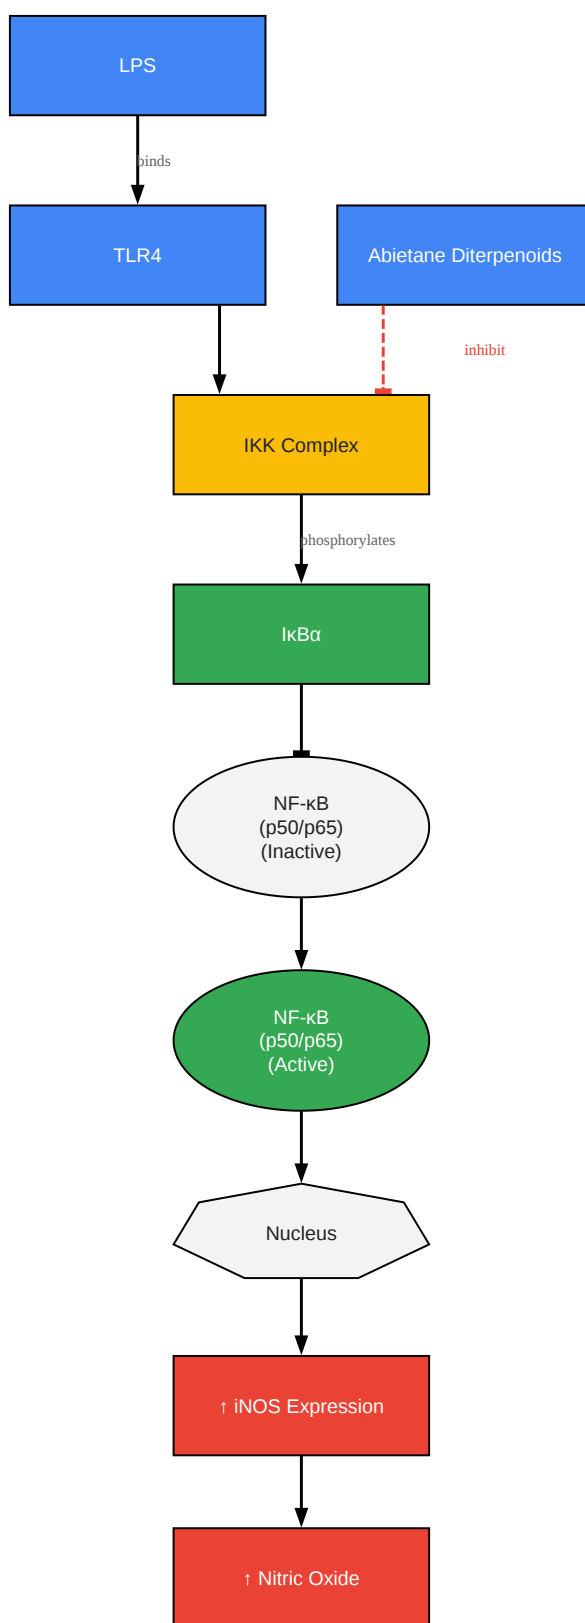 LPS
binds
TLR4
Abietane Diterpenoids
inhibit
IKK Complex
phosphorylates
IκBα
NF-κB
(p50/p65)
(Inactive)
NF-κB
(p50/p65)
(Active)
Nucleus
↑ iNOS Expression
↑ Nitric Oxide